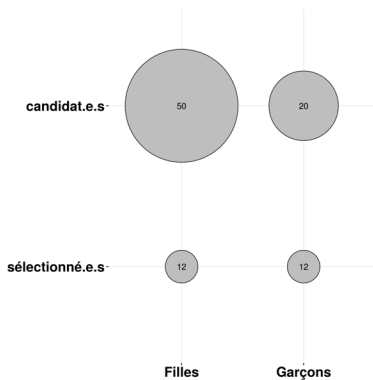 candidat.e.s
50
20
sélectionné.e.s
12
12
Filles
Garçons